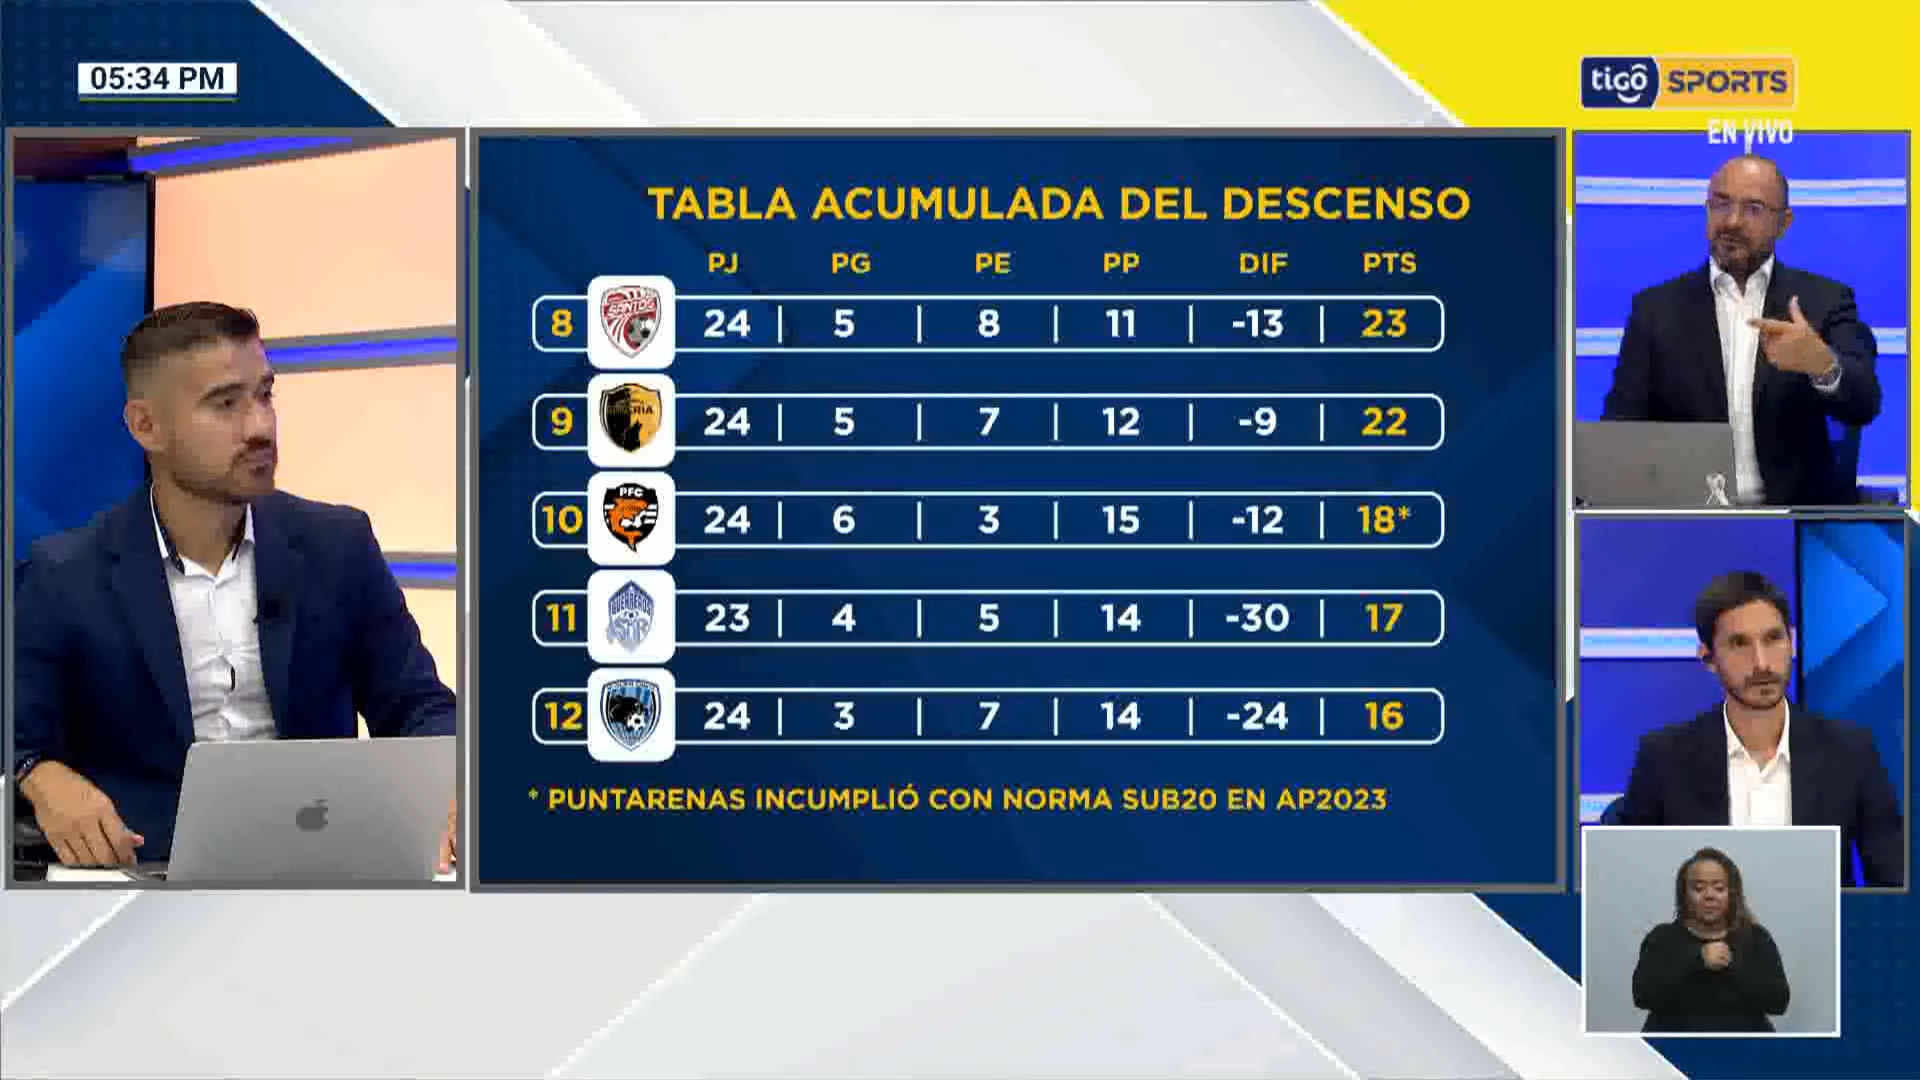 05:34 PM
tigo SPORTS
EN VIVO
TABLA ACUMULADA DEL DESCENSO
PJ PG PE PP DIF PTS
8 SANTOS 24 | 5 | 8 | 11 | -13 | 23
9 24 | 5 | 7 | 12 | -9 | 22
10 PFC 24 | 6 | 3 | 15 | -12 | 18*
11 23 | 4 | 5 | 14 | -30 | 17
12 24 | 3 | 7 | 14 | -24 | 16
* PUNTARENAS INCUMPLIÓ CON NORMA SUB20 EN AP2023